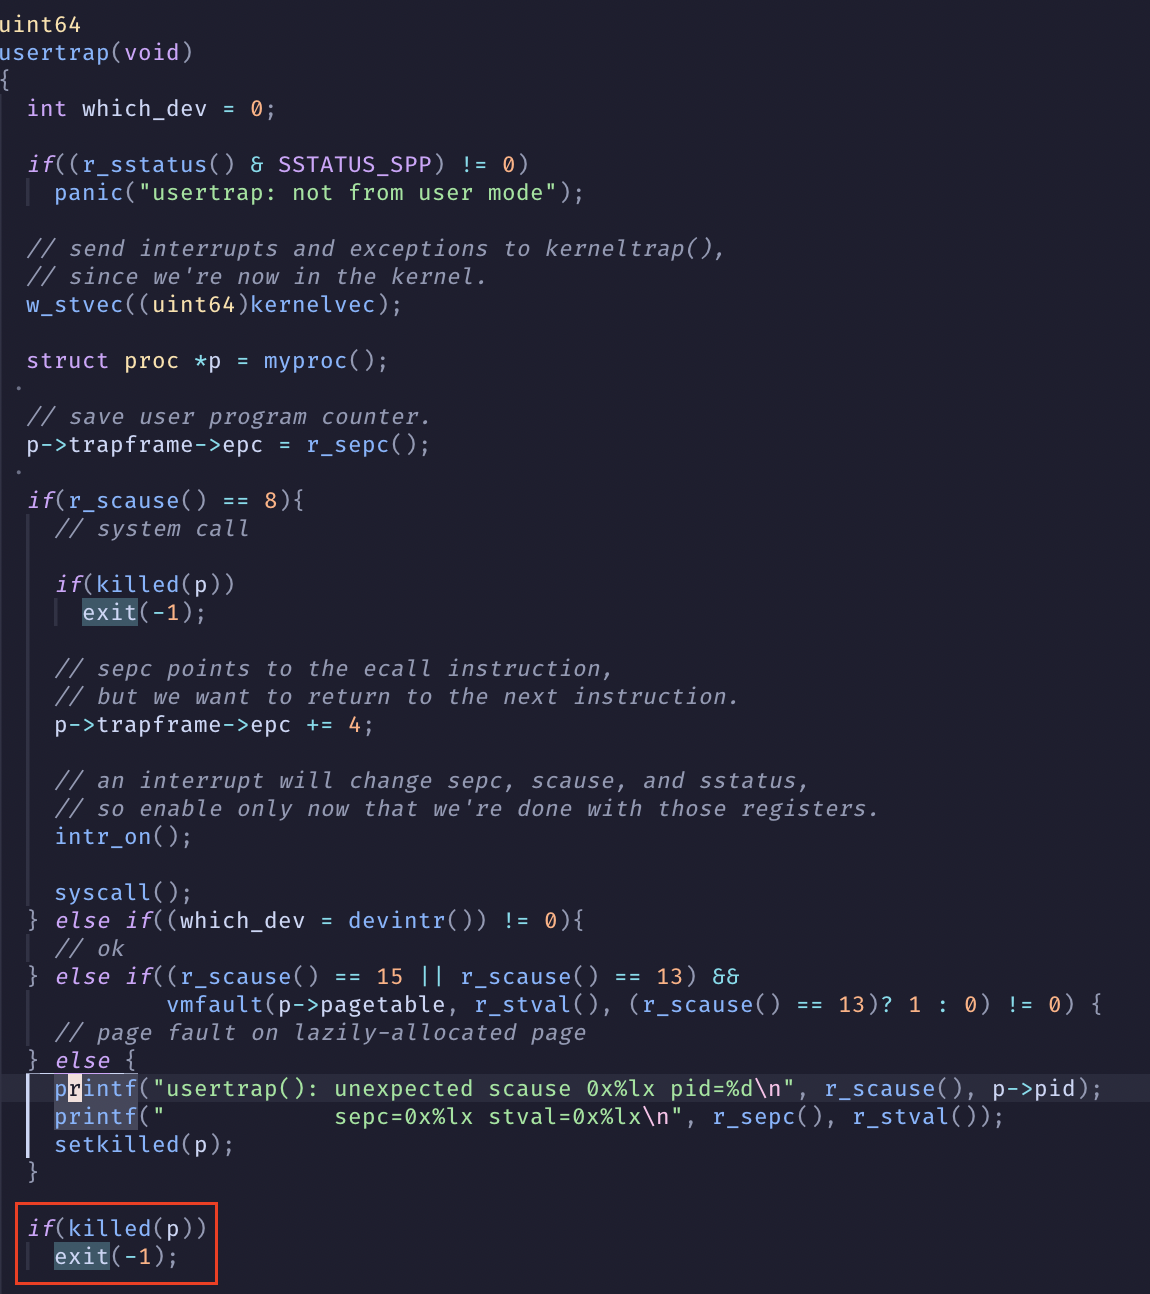 uint64
usertrap(void)
{
  int which_dev = 0;

  if((r_sstatus() & SSTATUS_SPP) != 0)
    panic("usertrap: not from user mode");

  // send interrupts and exceptions to kerneltrap(),
  // since we're now in the kernel.
  w_stvec((uint64)kernelvec);

  struct proc *p = myproc();

  // save user program counter.
  p->trapframe->epc = r_sepc();

  if(r_scause() == 8){
    // system call

    if(killed(p))
      exit(-1);

    // sepc points to the ecall instruction,
    // but we want to return to the next instruction.
    p->trapframe->epc += 4;

    // an interrupt will change sepc, scause, and sstatus,
    // so enable only now that we're done with those registers.
    intr_on();

    syscall();
  } else if((which_dev = devintr()) != 0){
    // ok
  } else if((r_scause() == 15 || r_scause() == 13) &&
            vmfault(p->pagetable, r_stval(), (r_scause() == 13)? 1 : 0) != 0) {
    // page fault on lazily-allocated page
  } else {
    printf("usertrap(): unexpected scause 0x%lx pid=%d\n", r_scause(), p->pid);
    printf("            sepc=0x%lx stval=0x%lx\n", r_sepc(), r_stval());
    setkilled(p);
  }

  if(killed(p))
    exit(-1);